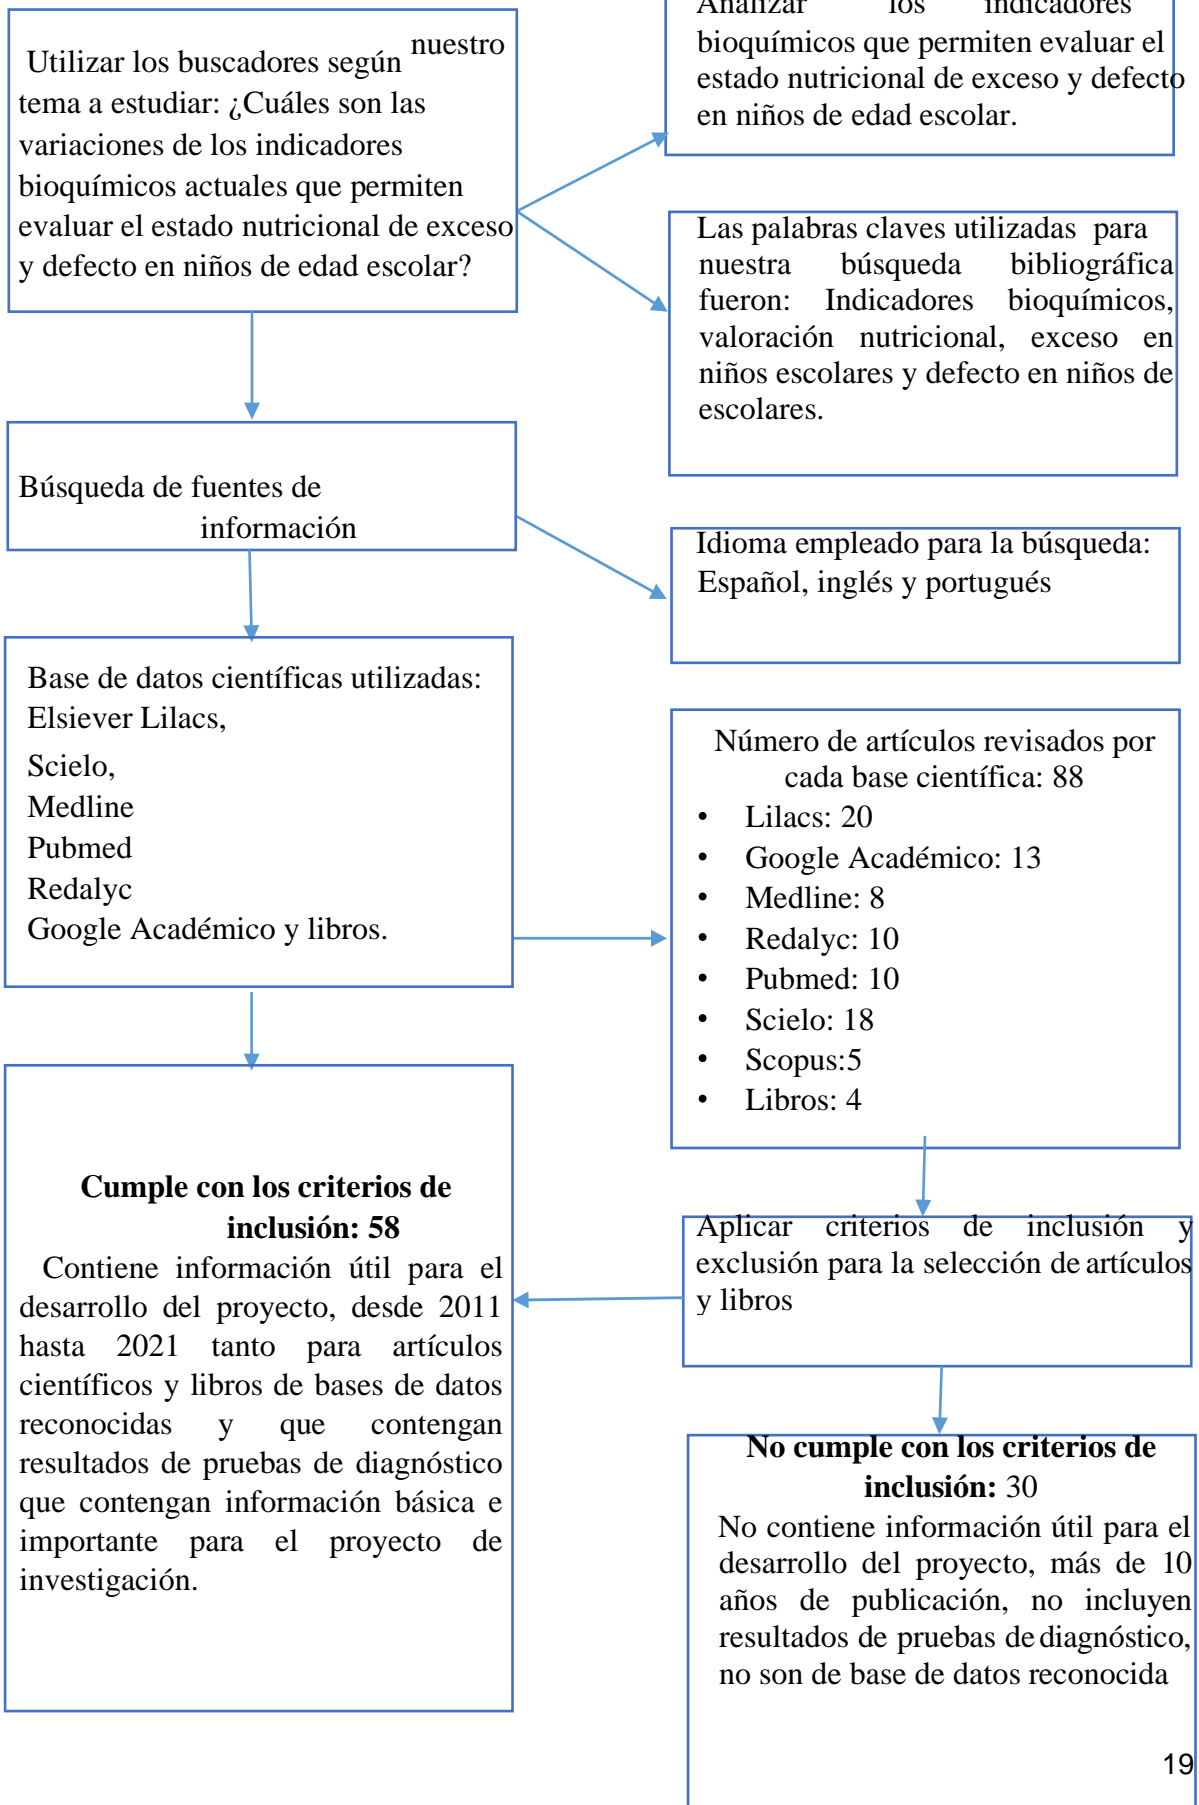 Utilizar los buscadores según nuestro
tema a estudiar: ¿Cuáles son las
variaciones de los indicadores
bioquímicos actuales que permiten
evaluar el estado nutricional de exceso
y defecto en niños de edad escolar?
Analizar los indicadores
bioquímicos que permiten evaluar el
estado nutricional de exceso y defecto
en niños de edad escolar.
Las palabras claves utilizadas para
nuestra búsqueda bibliográfica
fueron: Indicadores bioquímicos,
valoración nutricional, exceso en
niños escolares y defecto en niños de
escolares.
Búsqueda de fuentes de
información
Idioma empleado para la búsqueda:
Español, inglés y portugués
Base de datos científicas utilizadas:
Elsiever Lilacs,
Scielo,
Medline
Pubmed
Redalyc
Google Académico y libros.
Número de artículos revisados por
cada base científica: 88
• Lilacs: 20
• Google Académico: 13
• Medline: 8
• Redalyc: 10
• Pubmed: 10
• Scielo: 18
• Scopus:5
• Libros: 4
Aplicar criterios de inclusión y
exclusión para la selección de artículos
y libros
Cumple con los criterios de
inclusión: 58
Contiene información útil para el
desarrollo del proyecto, desde 2011
hasta 2021 tanto para artículos
científicos y libros de bases de datos
reconocidas y que contengan
resultados de pruebas de diagnóstico
que contengan información básica e
importante para el proyecto de
investigación.
No cumple con los criterios de
inclusión: 30
No contiene información útil para el
desarrollo del proyecto, más de 10
años de publicación, no incluyen
resultados de pruebas de diagnóstico,
no son de base de datos reconocida
19